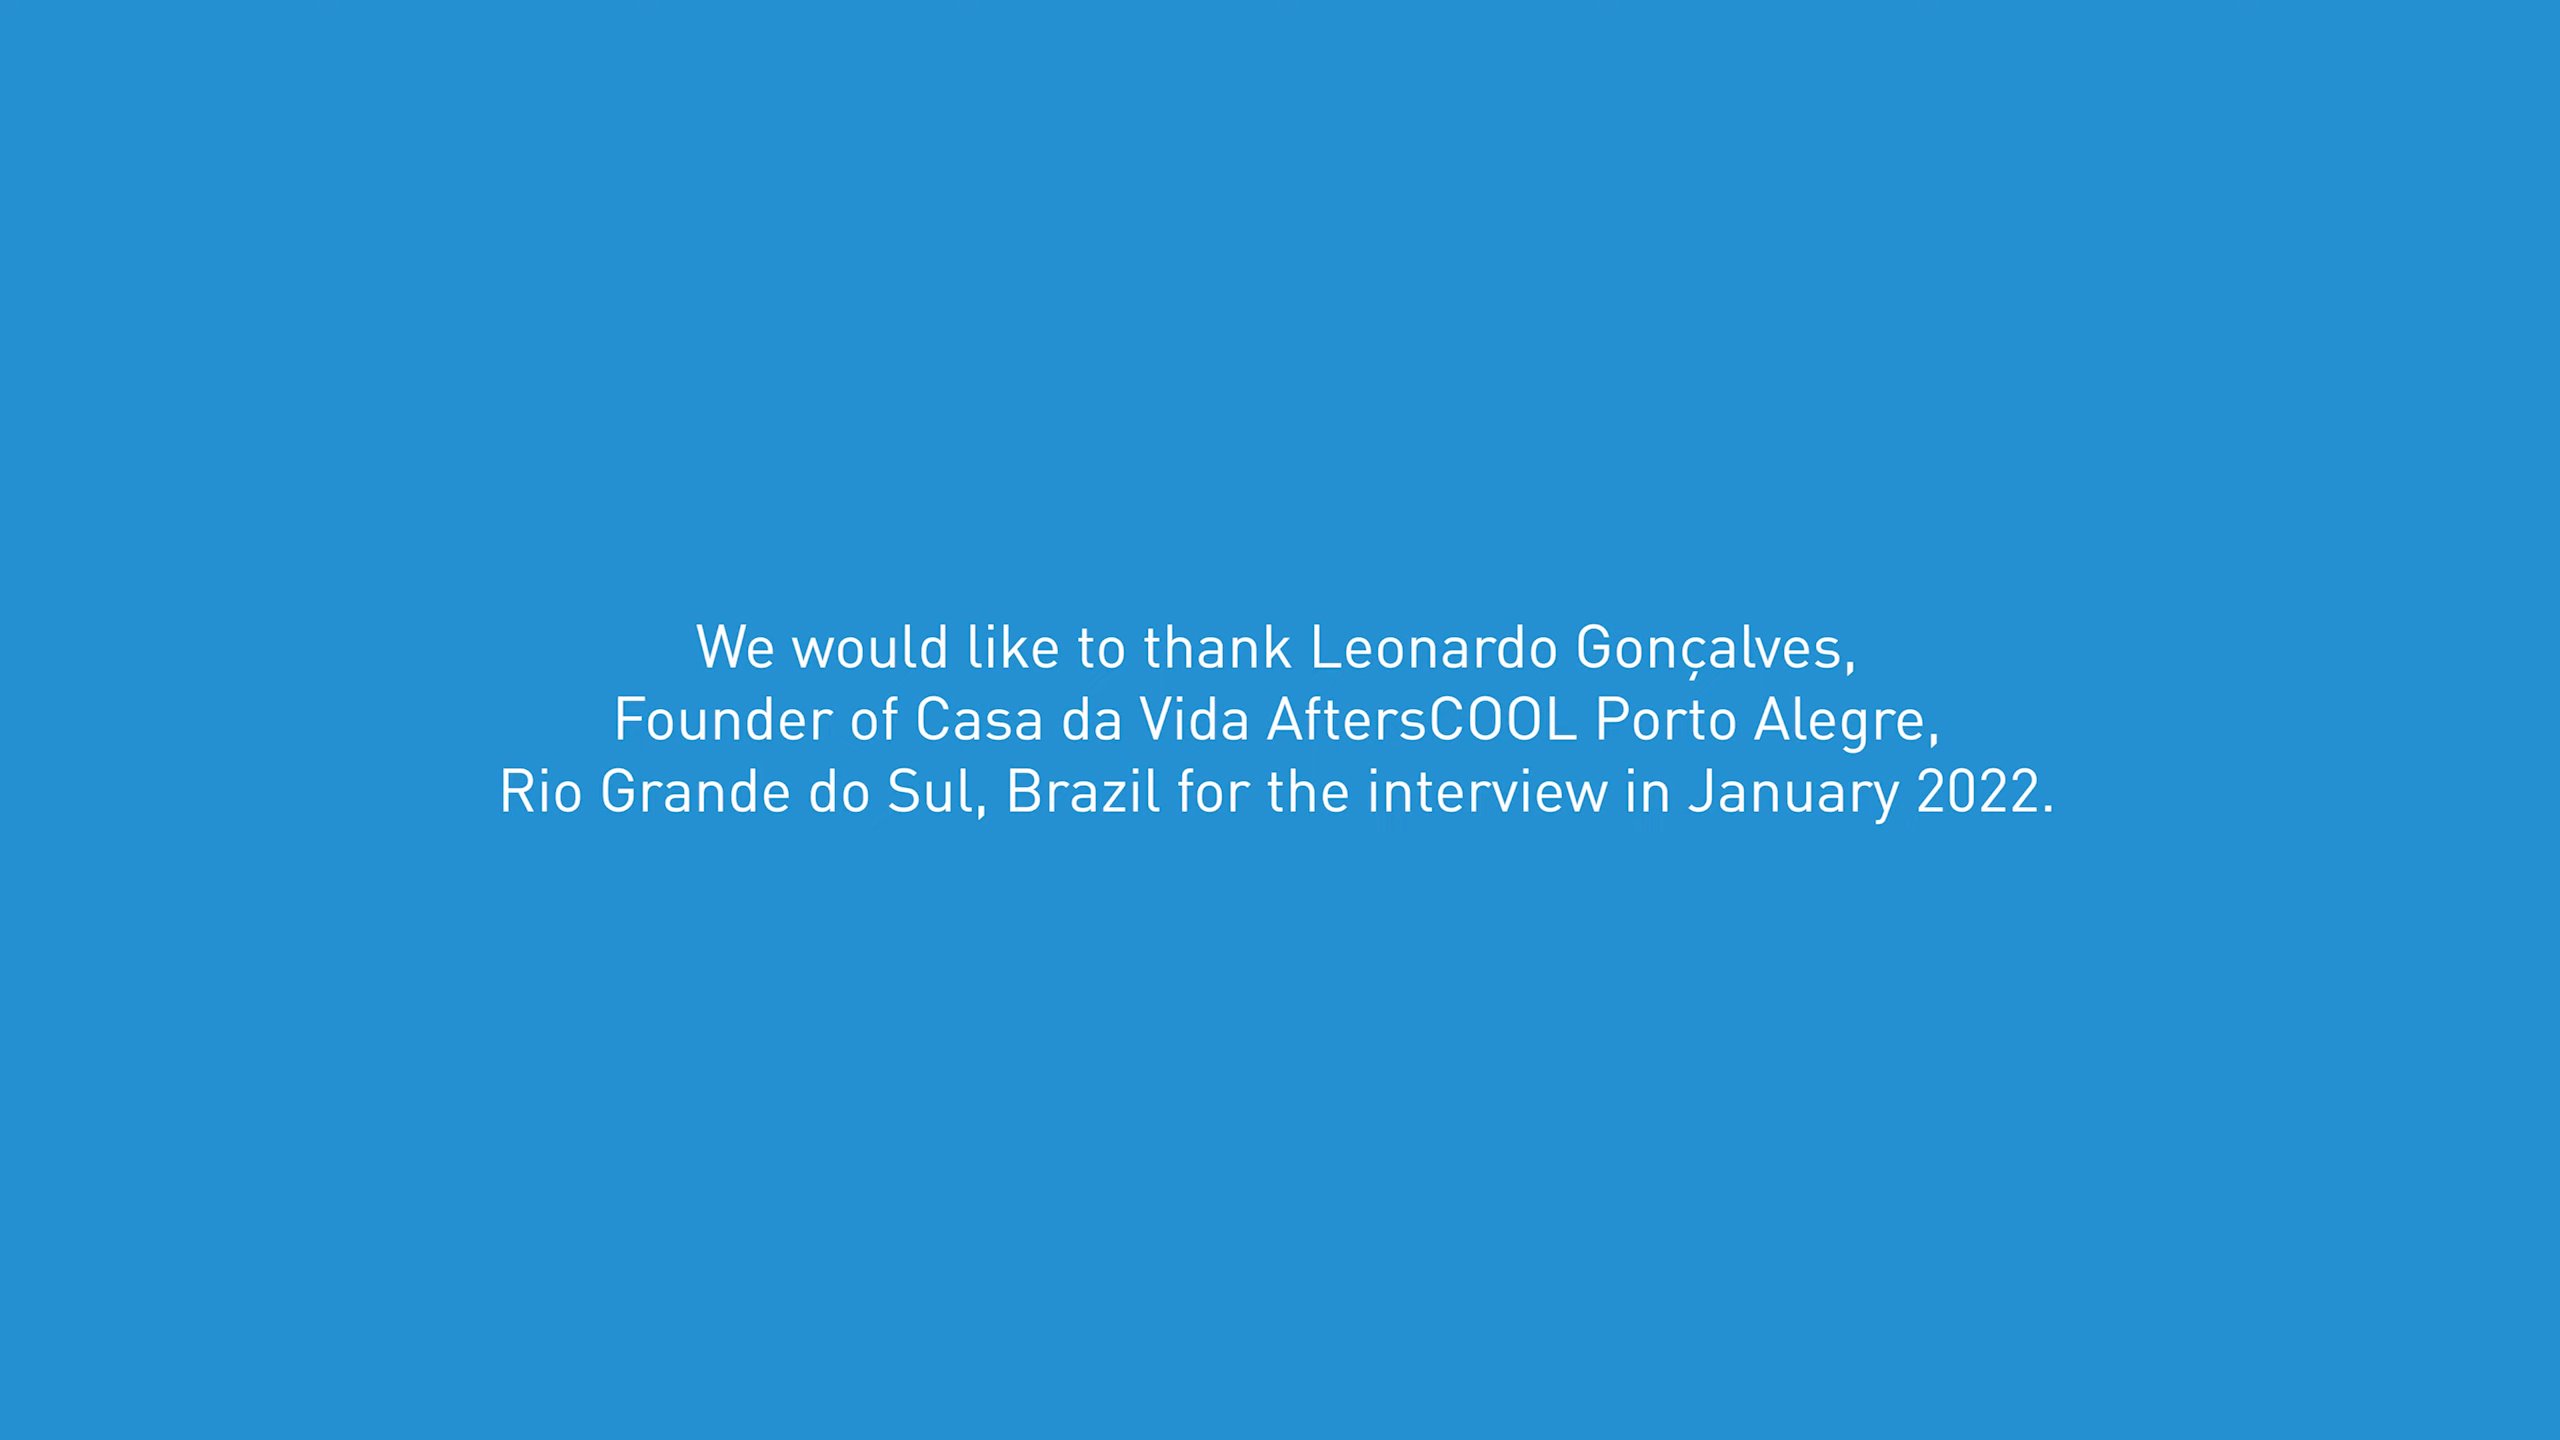 We would like to thank Leonardo Gonçalves,
Founder of Casa da Vida AftersCOOL Porto Alegre,
Rio Grande do Sul, Brazil for the interview in January 2022.